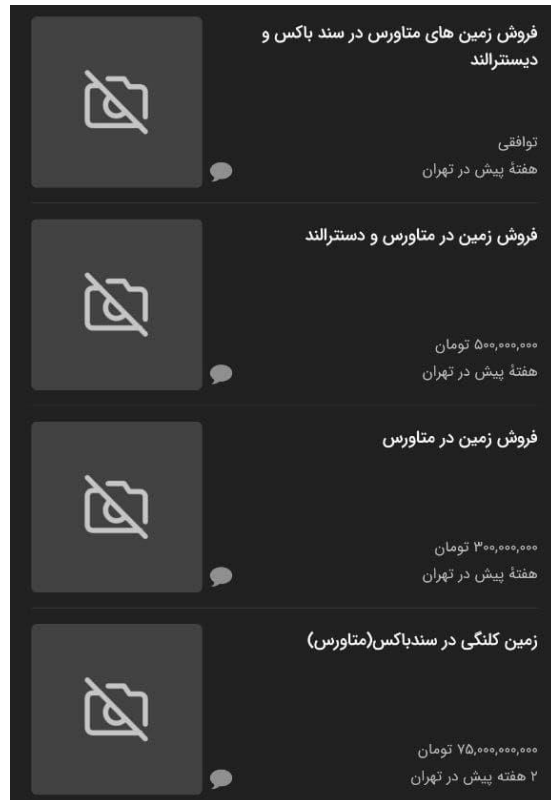 فروش زمین های متاورس در سند باکس و
دیسنترالند
توافقی
هفتهٔ پیش در تهران
فروش زمین در متاورس و دسنترالند
۵۰۰,۰۰۰,۰۰۰ تومان
هفتهٔ پیش در تهران
فروش زمین در متاورس
۳۰۰,۰۰۰,۰۰۰ تومان
هفتهٔ پیش در تهران
زمین کلنگی در سندباکس(متاورس)
۷۵,۰۰۰,۰۰۰,۰۰۰ تومان
۲ هفته پیش در تهران